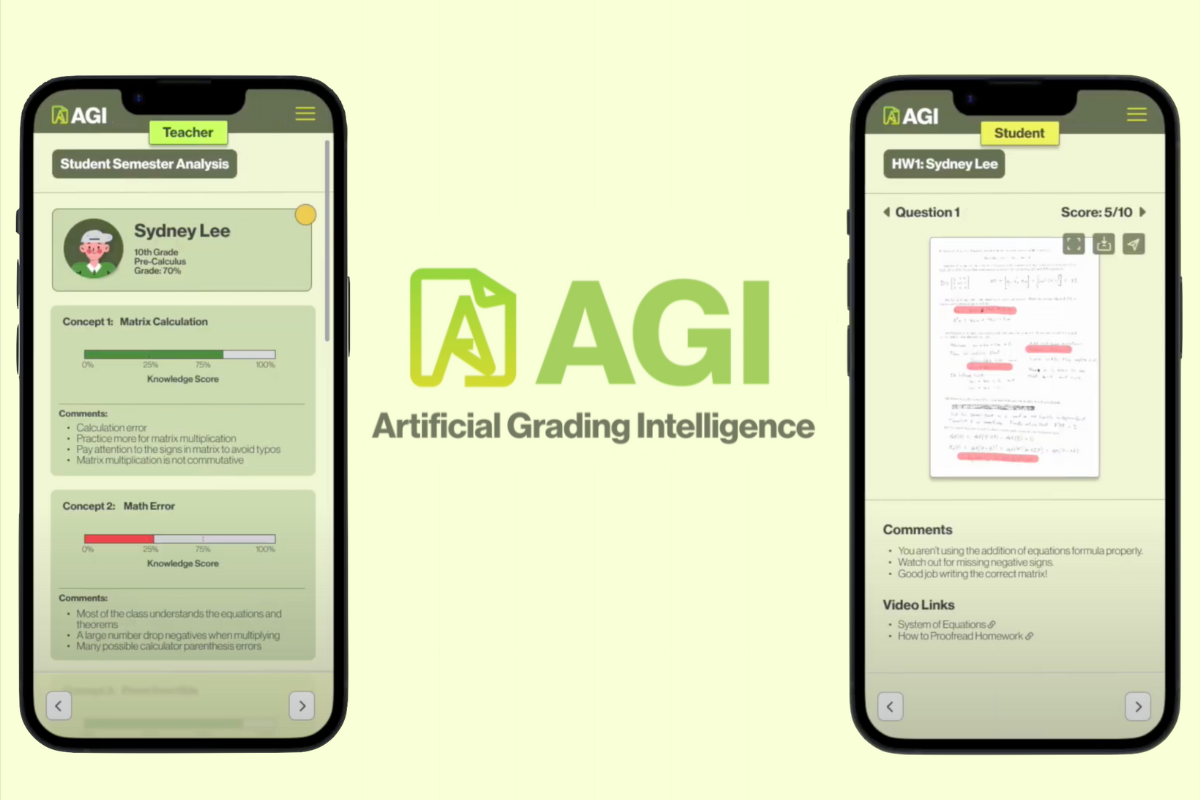 AGI
Teacher
Student Semester Analysis
Sydney Lee
10th Grade
Pre-Calculus
Grade: 70%
Concept 1: Matrix Calculation
0% 25% 75% 100%
Knowledge Score
Comments:
• Calculation error
• Practice more for matrix multiplication
• Pay attention to the signs in matrix to avoid typos
• Matrix multiplication is not commutative
Concept 2: Math Error
0% 25% 75% 100%
Knowledge Score
Comments:
• Most of the class understands the equations and
theorems
• A large number drop negatives when multiplying
• Many possible calculator parenthesis errors
AGI
Artificial Grading Intelligence
AGI
Student
HW1: Sydney Lee
Question 1 Score: 5/10
Comments
• You aren't using the addition of equations formula properly.
• Watch out for missing negative signs.
• Good job writing the correct matrix!
Video Links
• System of Equations
• How to Proofread Homework